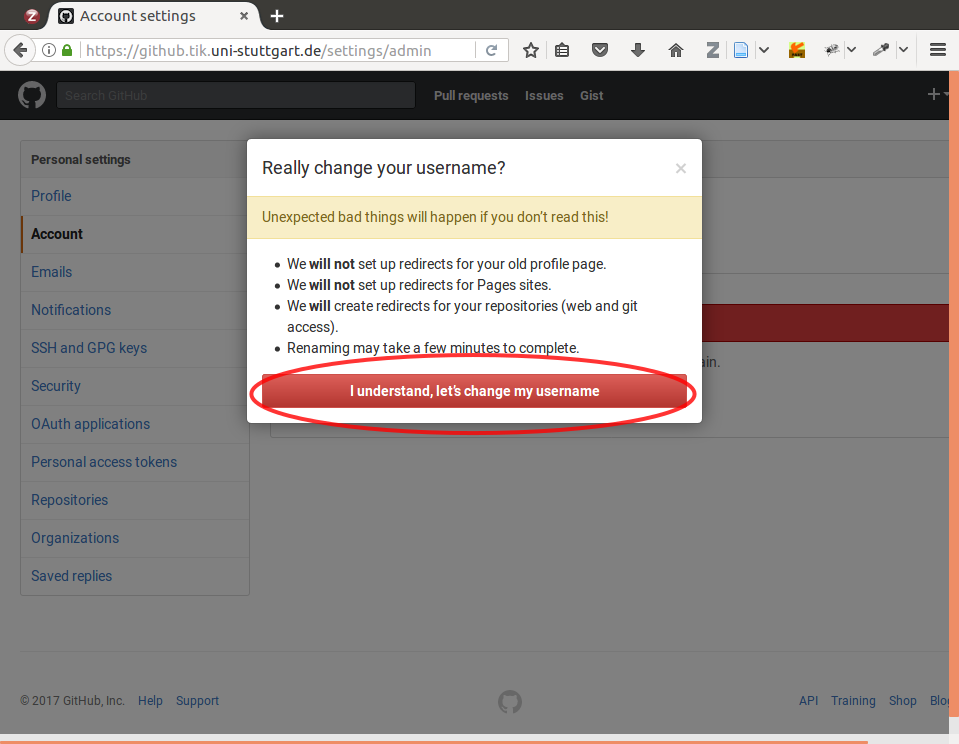 Account settings
https://github.tik.uni-stuttgart.de/settings/admin
Search GitHub
Pull requests Issues Gist
Personal settings
Profile
Account
Emails
Notifications
SSH and GPG keys
Security
OAuth applications
Personal access tokens
Repositories
Organizations
Saved replies
Really change your username?
Unexpected bad things will happen if you don’t read this!
We will not set up redirects for your old profile page.
We will not set up redirects for Pages sites.
We will create redirects for your repositories (web and git
access).
Renaming may take a few minutes to complete.
I understand, let’s change my username
© 2017 GitHub, Inc. Help Support
API Training Shop